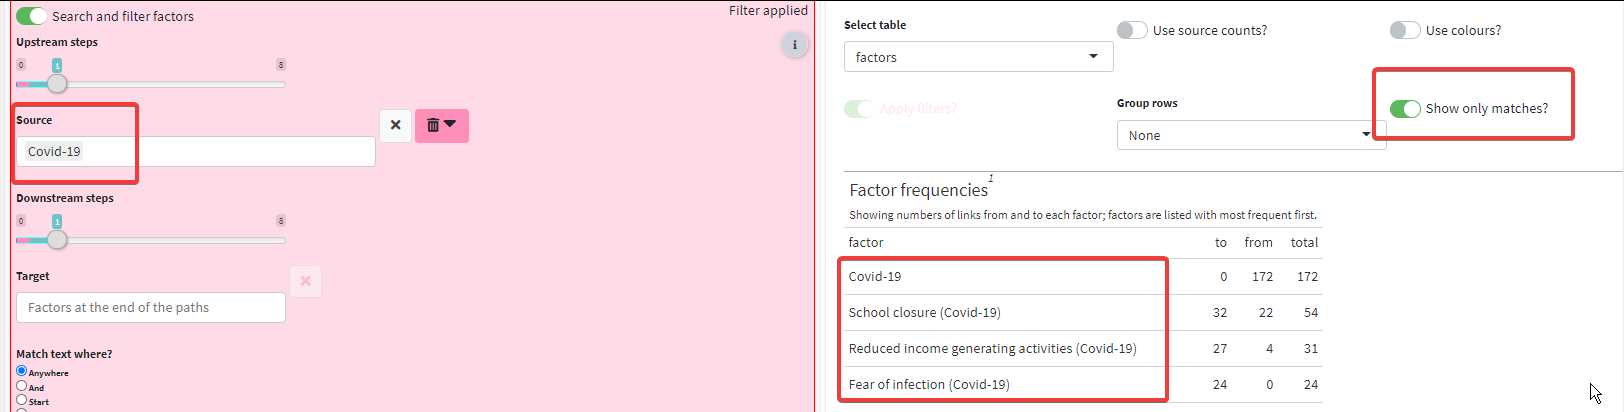 Search and filter factors
Filter applied
Upstream steps
i
0 1 8
Source
Covid-19
Downstream steps
0 1 8
Target
Factors at the end of the paths
Match text where?
Anywhere
And
Start
Select table
factors
Use source counts?
Use colours?
Apply filters?
Group rows
None
Show only matches?
Factor frequencies1
Showing numbers of links from and to each factor; factors are listed with most frequent first.
factor to from total
Covid-19 0 172 172
School closure (Covid-19) 32 22 54
Reduced income generating activities (Covid-19) 27 4 31
Fear of infection (Covid-19) 24 0 24